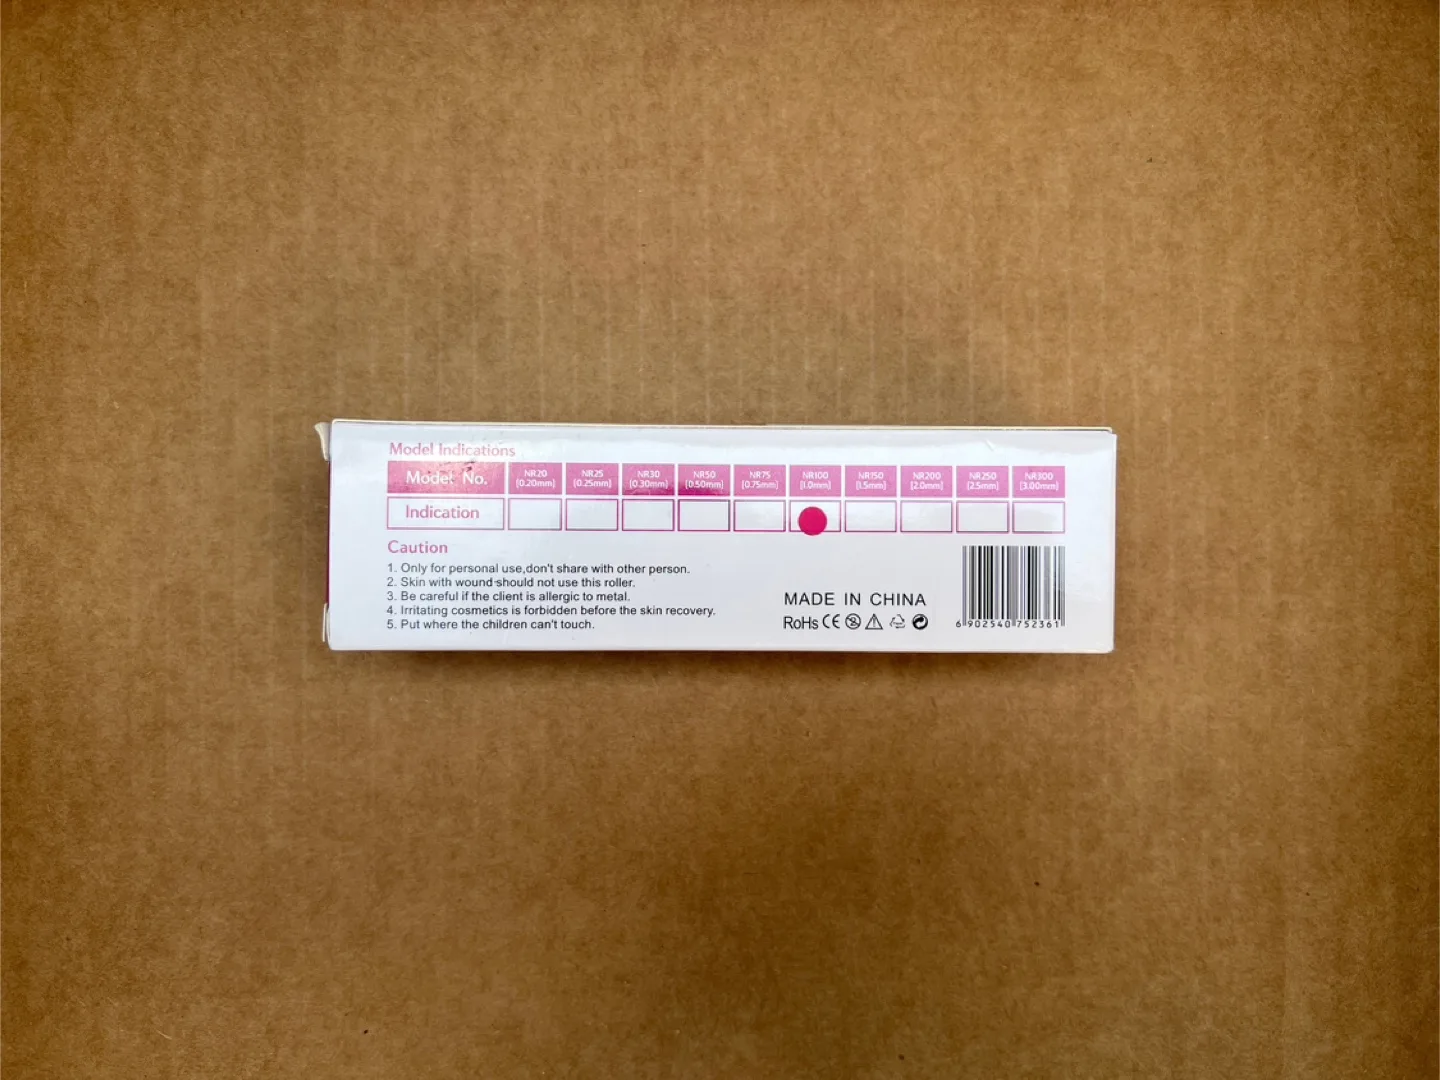 Model Indications
Model No. NR20 NR25 NR30 NR50 NR75 NR100 NR150 NR200 NR250 NR300
(0.20mm) (0.25mm) (0.30mm) (0.50mm) (0.75mm) (1.0mm) (1.5mm) (2.0mm) (2.5mm) (3.00mm)
Indication
Caution
1. Only for personal use,don't share with other person.
2. Skin with wound should not use this roller.
3. Be careful if the client is allergic to metal.
4. Irritating cosmetics is forbidden before the skin recovery.
5. Put where the children can't touch.
MADE IN CHINA
RoHs CE
6 902540 752361